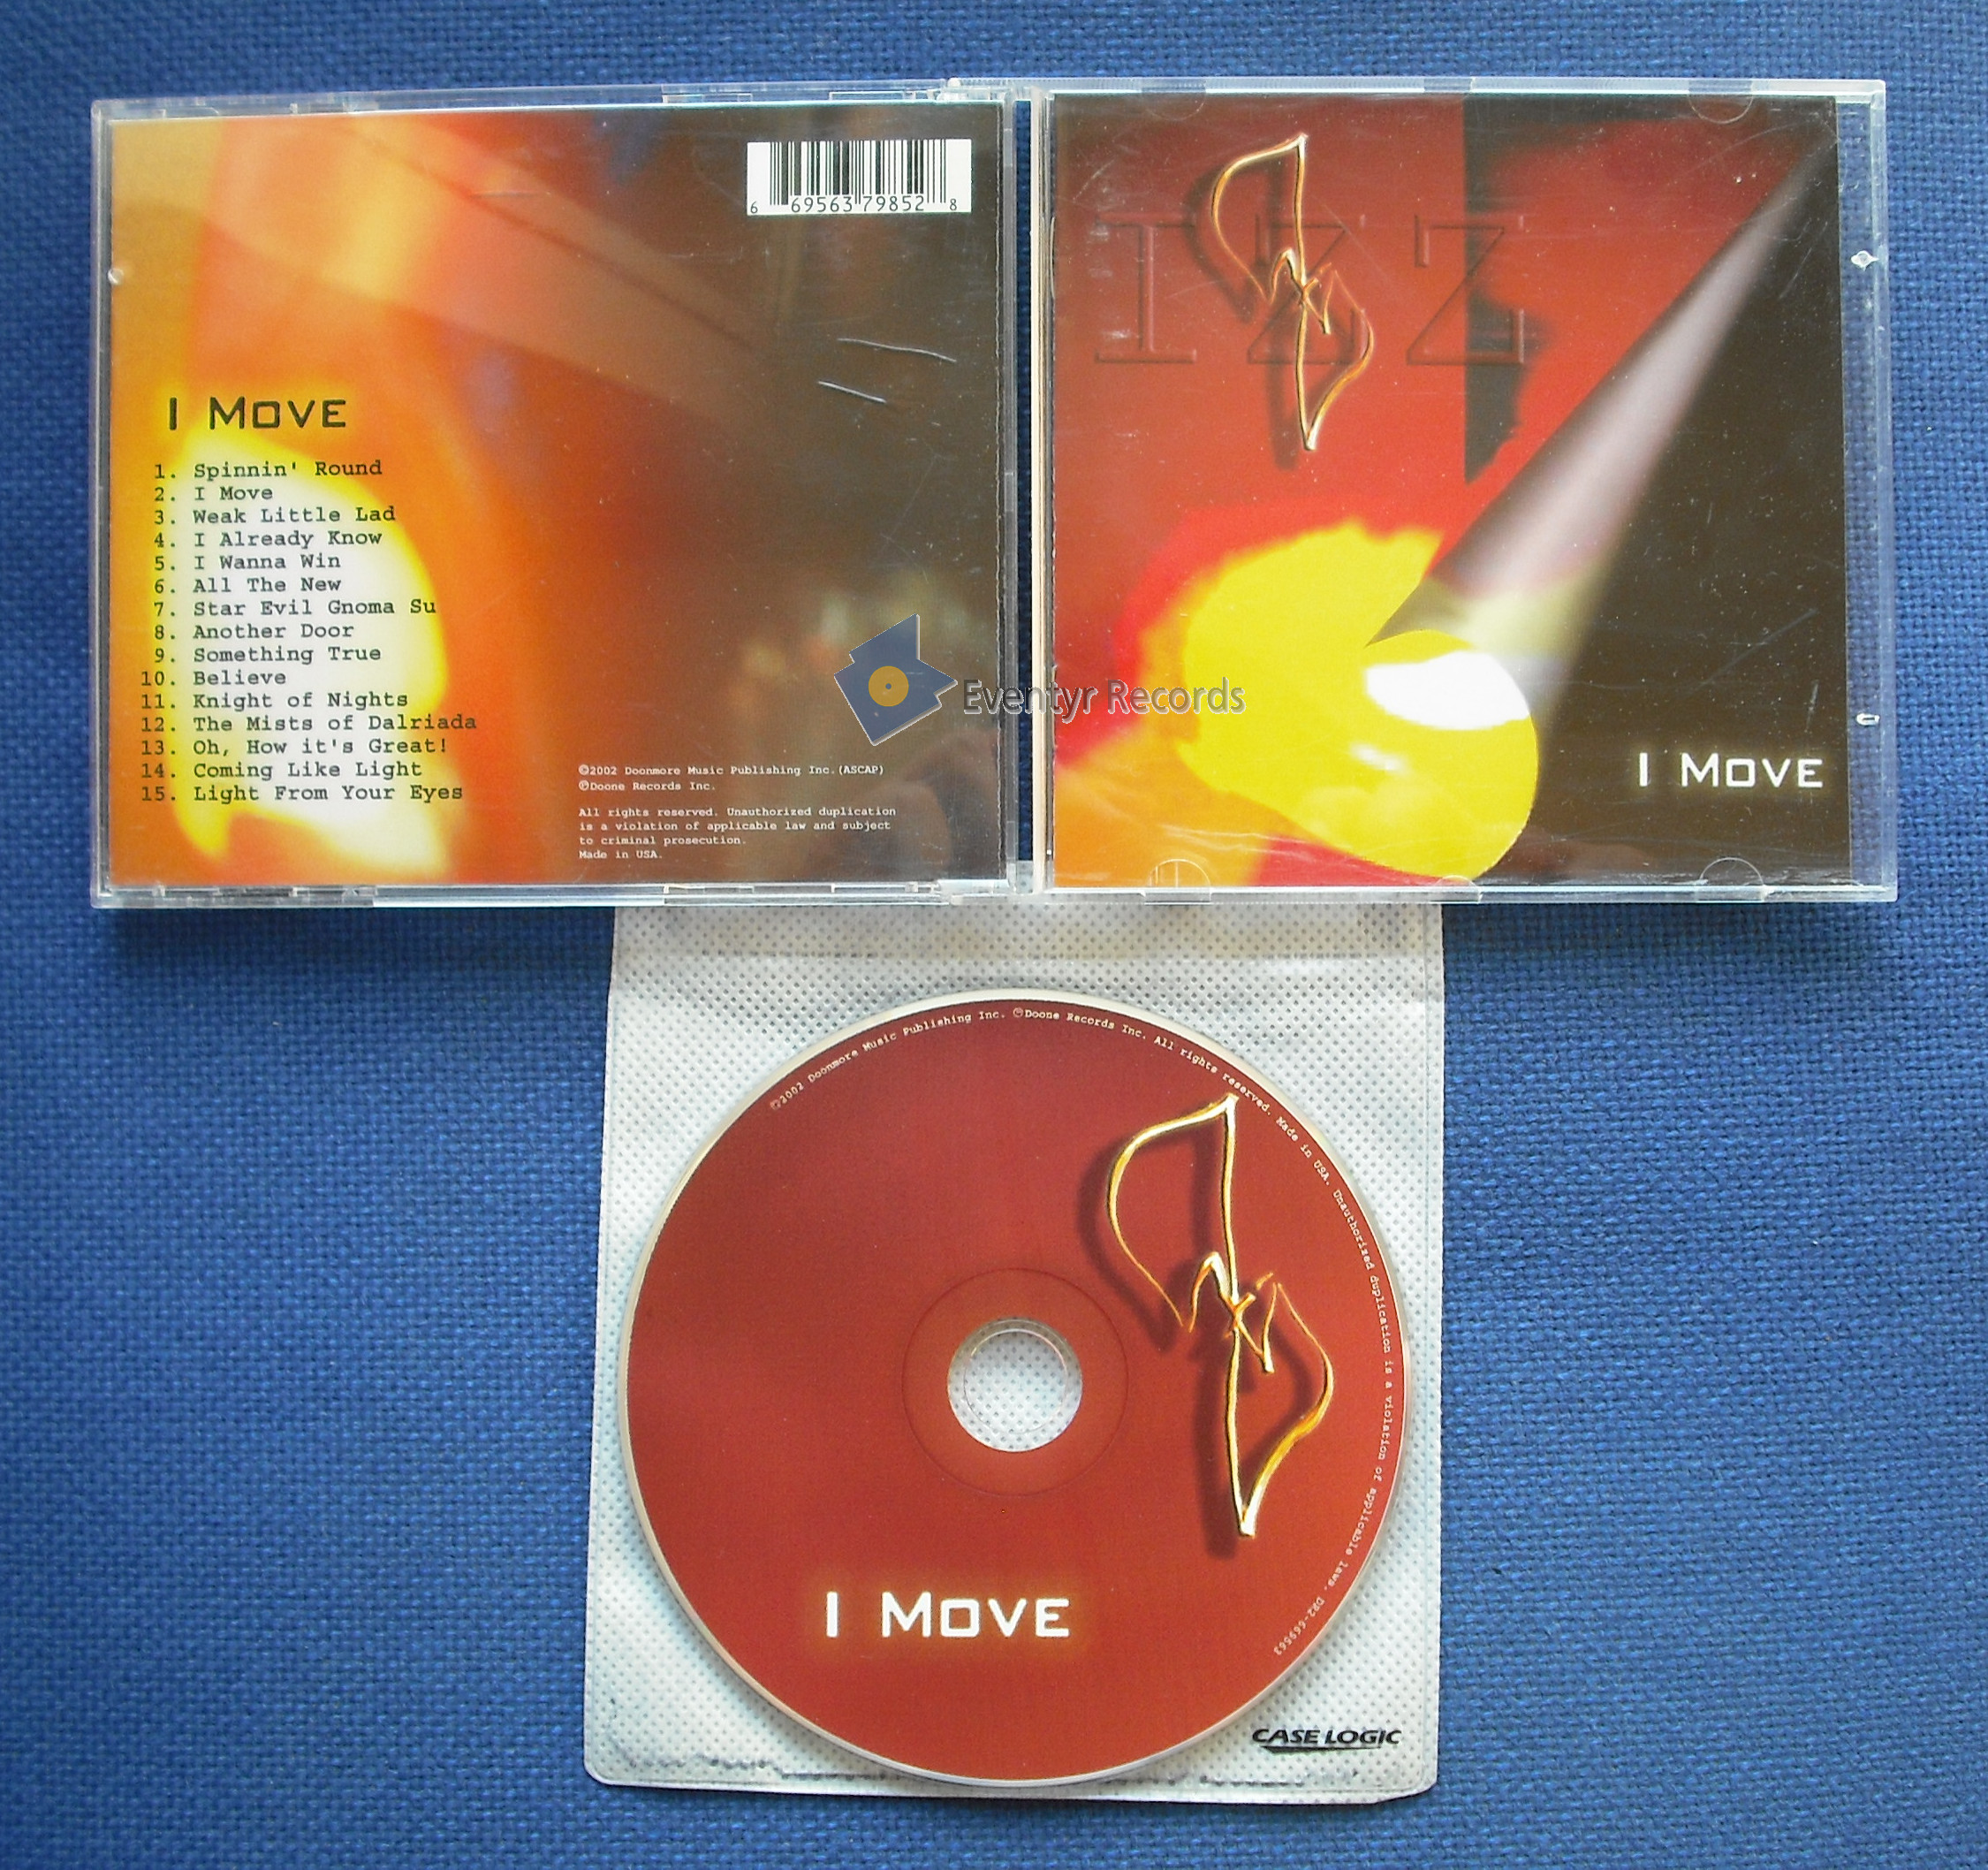 6 69563 79852 8
I MOVE
1. Spinnin' Round
2. I Move
3. Weak Little Lad
4. I Already Know
5. I Wanna Win
6. All The New
7. Star Evil Gnoma Su
8. Another Door
9. Something True
10. Believe
11. Knight of Nights
12. The Mists of Dalriada
13. Oh, How it's Great!
14. Coming Like Light
15. Light From Your Eyes
©2002 Doonmore Music Publishing Inc.(ASCAP)
℗Doone Records Inc.
All rights reserved. Unauthorized duplication
is a violation of applicable law and subject
to criminal prosecution.
Made in USA.
Eventyr Records
IZZ
I MOVE
©2002 Doonmore Music Publishing Inc. ℗Doone Records Inc. All rights reserved. Made in USA. Unauthorized duplication is a violation of applicable laws. DR2-669563
I MOVE
CASE LOGIC